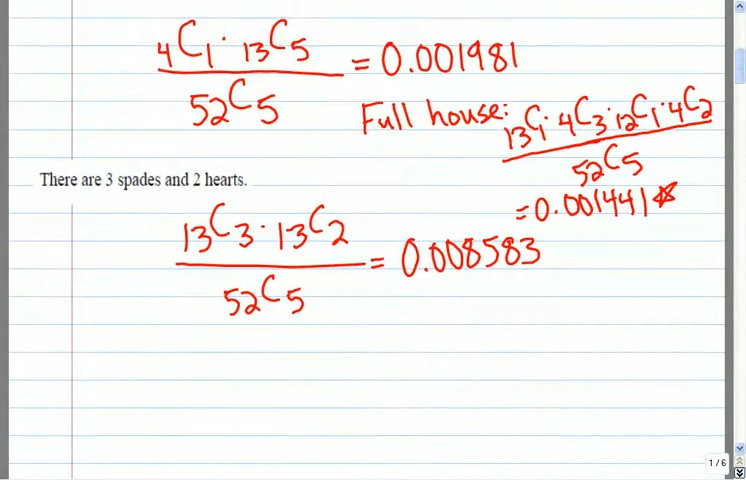 4C1 · 13C5
52C5
= 0.001981
Full house:
13C1 · 4C3 · 12C1 · 4C2
52C5
= 0.001441
There are 3 spades and 2 hearts.
13C3 · 13C2
52C5
= 0.008583
1/6